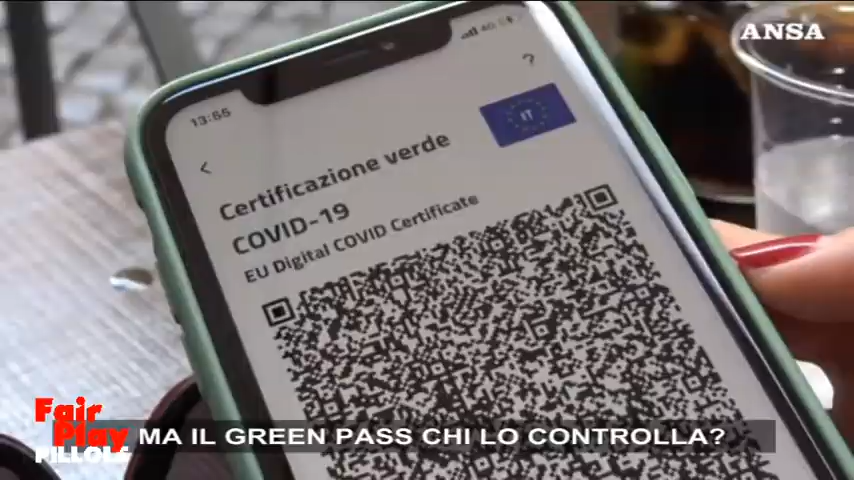 ANSA
13:55
4G
?
IT
<
Certificazione verde
COVID-19
EU Digital COVID Certificate
Fair
Play
PILLOLE
MA IL GREEN PASS CHI LO CONTROLLA?